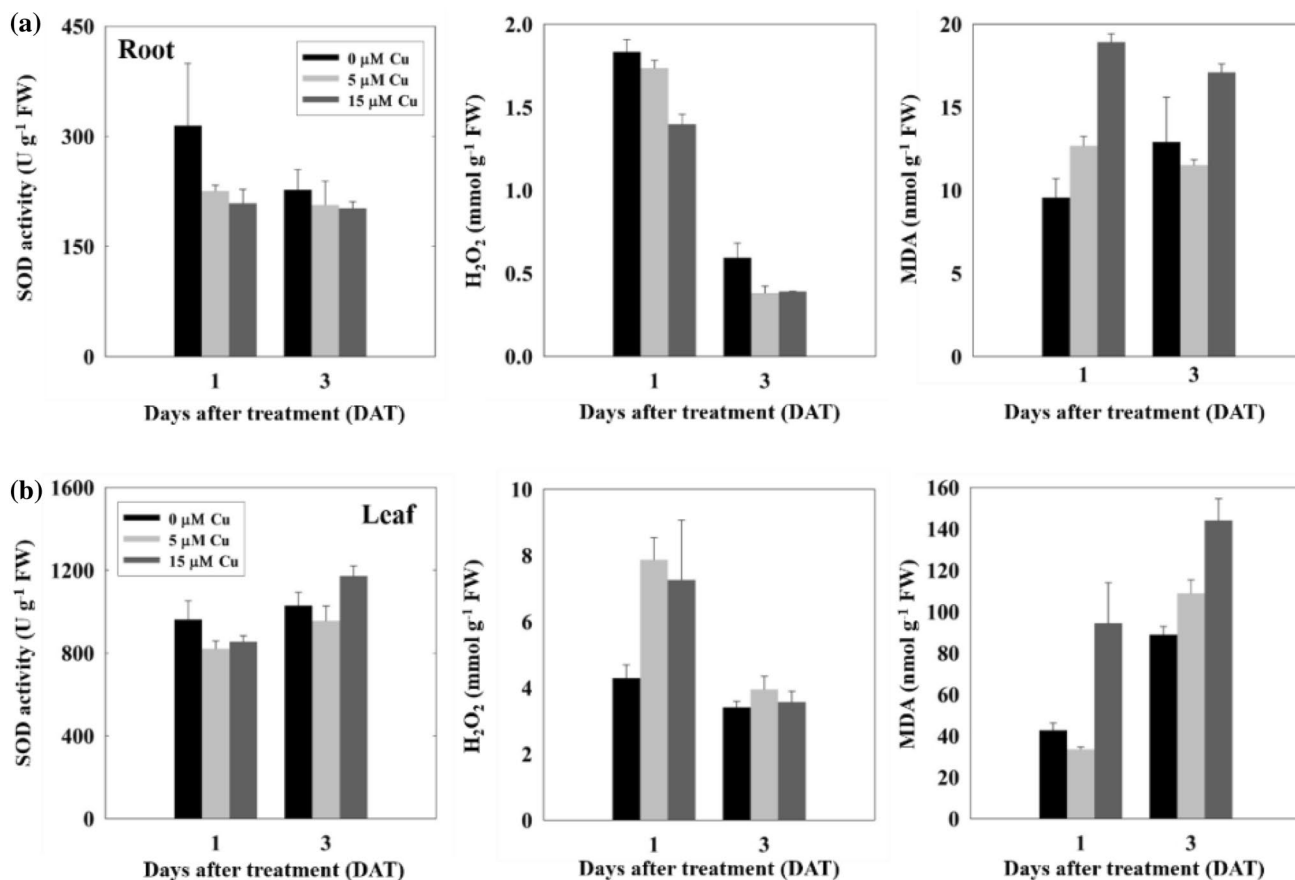 (a)
Root
0 μM Cu
5 μM Cu
15 μM Cu
SOD activity (U g⁻¹ FW)
450
300
150
0
1 3
Days after treatment (DAT)
H₂O₂ (mmol g⁻¹ FW)
2.0
1.5
1.0
0.5
0.0
1 3
Days after treatment (DAT)
MDA (nmol g⁻¹ FW)
20
15
10
5
0
1 3
Days after treatment (DAT)
(b)
Leaf
0 μM Cu
5 μM Cu
15 μM Cu
SOD activity (U g⁻¹ FW)
1600
1200
800
400
0
1 3
Days after treatment (DAT)
H₂O₂ (mmol g⁻¹ FW)
10
8
6
4
2
0
1 3
Days after treatment (DAT)
MDA (nmol g⁻¹ FW)
160
140
120
100
80
60
40
20
0
1 3
Days after treatment (DAT)